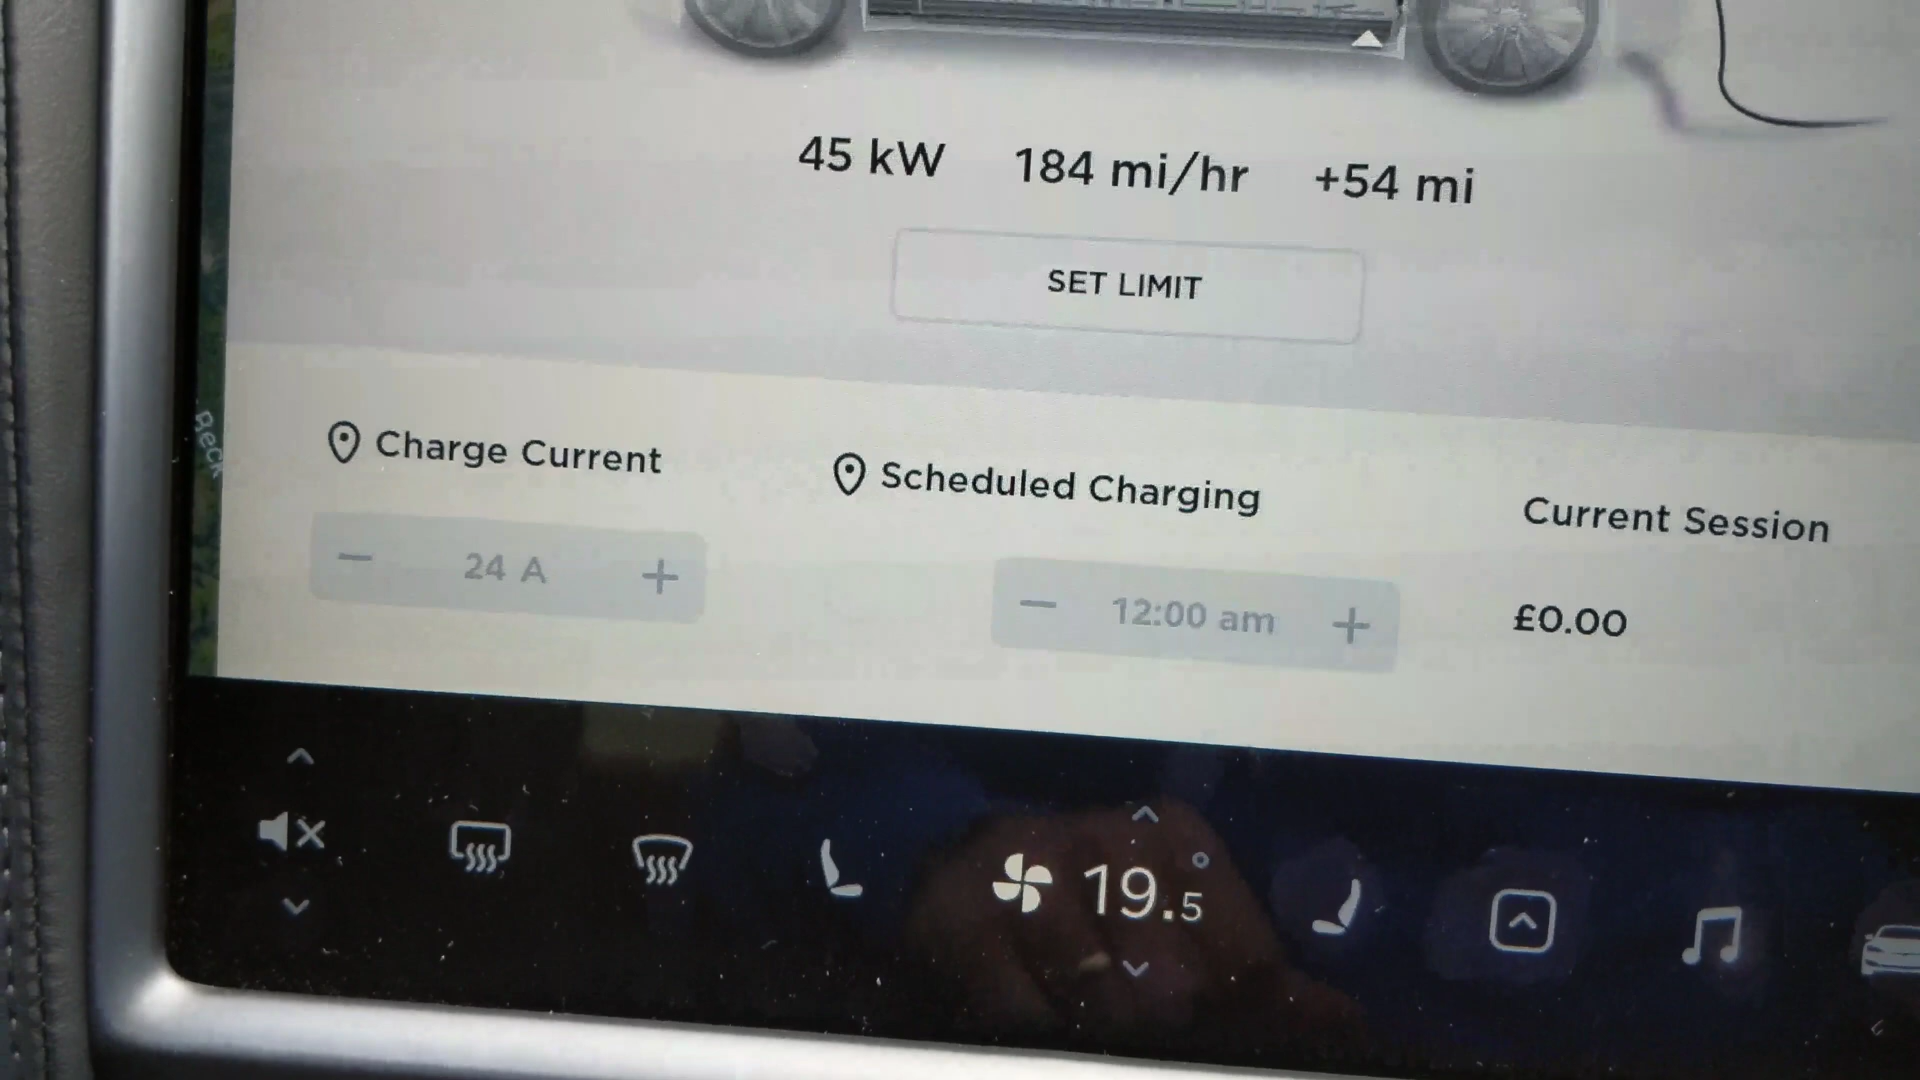 45 kW 184 mi/hr +54 mi
SET LIMIT
Charge Current
Scheduled Charging
Current Session
24 A
12:00 am
£0.00
Beck
19.5°